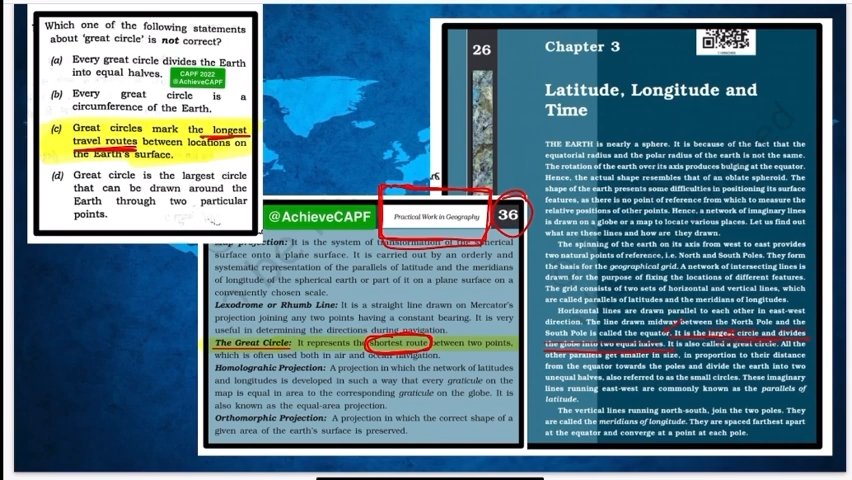 Which one of the following statements
about 'great circle' is not correct?
(a) Every great circle divides the Earth
into equal halves.
CAPF 2022
@AchieveCAPF
(b) Every great circle is a
circumference of the Earth.
(c) Great circles mark the longest
travel routes between locations on
the Earth's surface.
(d) Great circle is the largest circle
that can be drawn around the
Earth through two particular
points.
@AchieveCAPF
Practical Work in Geography
36
Map projection: It is the system of transformation of the spherical
surface onto a plane surface. It is carried out by an orderly and
systematic representation of the parallels of latitude and the meridians
of longitude of the spherical earth or part of it on a plane surface on a
conveniently chosen scale.
Lexodrome or Rhumb Line: It is a straight line drawn on Mercator's
projection joining any two points having a constant bearing. It is very
useful in determining the directions during navigation.
The Great Circle: It represents the shortest route between two points,
which is often used both in air and ocean navigation.
Homolographic Projection: A projection in which the network of latitudes
and longitudes is developed in such a way that every graticule on the
map is equal in area to the corresponding graticule on the globe. It is
also known as the equal-area projection.
Orthomorphic Projection: A projection in which the correct shape of a
given area of the earth's surface is preserved.
26
Chapter 3
Latitude, Longitude and
Time
THE EARTH is nearly a sphere. It is because of the fact that the
equatorial radius and the polar radius of the earth is not the same.
The rotation of the earth over its axis produces bulging at the equator.
Hence, the actual shape resembles that of an oblate spheroid. The
shape of the earth presents some difficulties in positioning its surface
features, as there is no point of reference from which to measure the
relative positions of other points. Hence, a network of imaginary lines
is drawn on a globe or a map to locate various places. Let us find out
what are these lines and how are they drawn.
The spinning of the earth on its axis from west to east provides
two natural points of reference, i.e. North and South Poles. They
form the basis for the geographical grid. A network of intersecting lines is
drawn for the purpose of fixing the locations of different features.
The grid consists of two sets of horizontal and vertical lines, which
are called parallels of latitudes and the meridians of longitudes.
Horizontal lines are drawn parallel to each other in east-west
direction. The line drawn midway between the North Pole and the
South Pole is called the equator. It is the largest circle and divides
the globe into two equal halves. It is also called a great circle. All the
other parallels get smaller in size, in proportion to their distance
from the equator towards the poles and divide the earth into two
unequal halves, also referred to as the small circles. These imaginary
lines running east-west are commonly known as the parallels of
latitude.
The vertical lines running north-south, join the two poles. They
are called the meridians of longitude. They are spaced farthest apart
at the equator and converge at a point at each pole.